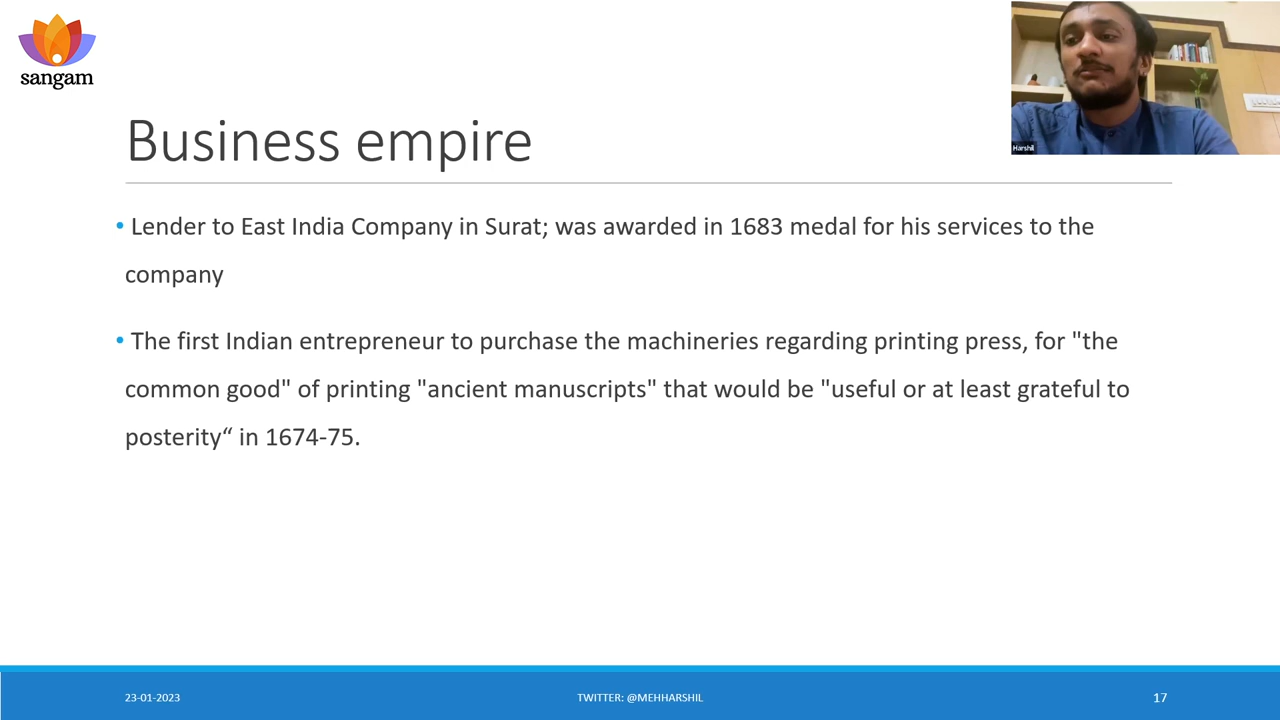 sangam
Harshil
Business empire
• Lender to East India Company in Surat; was awarded in 1683 medal for his services to the
company
• The first Indian entrepreneur to purchase the machineries regarding printing press, for "the
common good" of printing "ancient manuscripts" that would be "useful or at least grateful to
posterity“ in 1674-75.
23-01-2023
TWITTER: @MEHHARSHIL
17